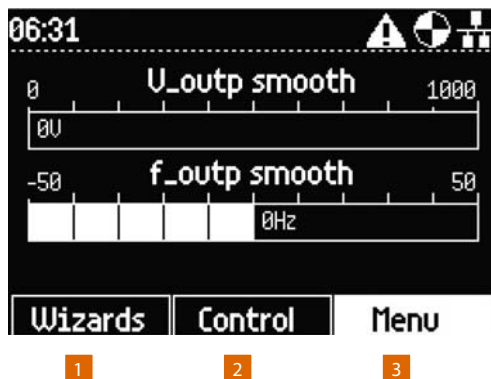 06:31
V_outp smooth
0 1000
0V
f_outp smooth
-50 50
0Hz
Wizards Control Menu
1 2 3